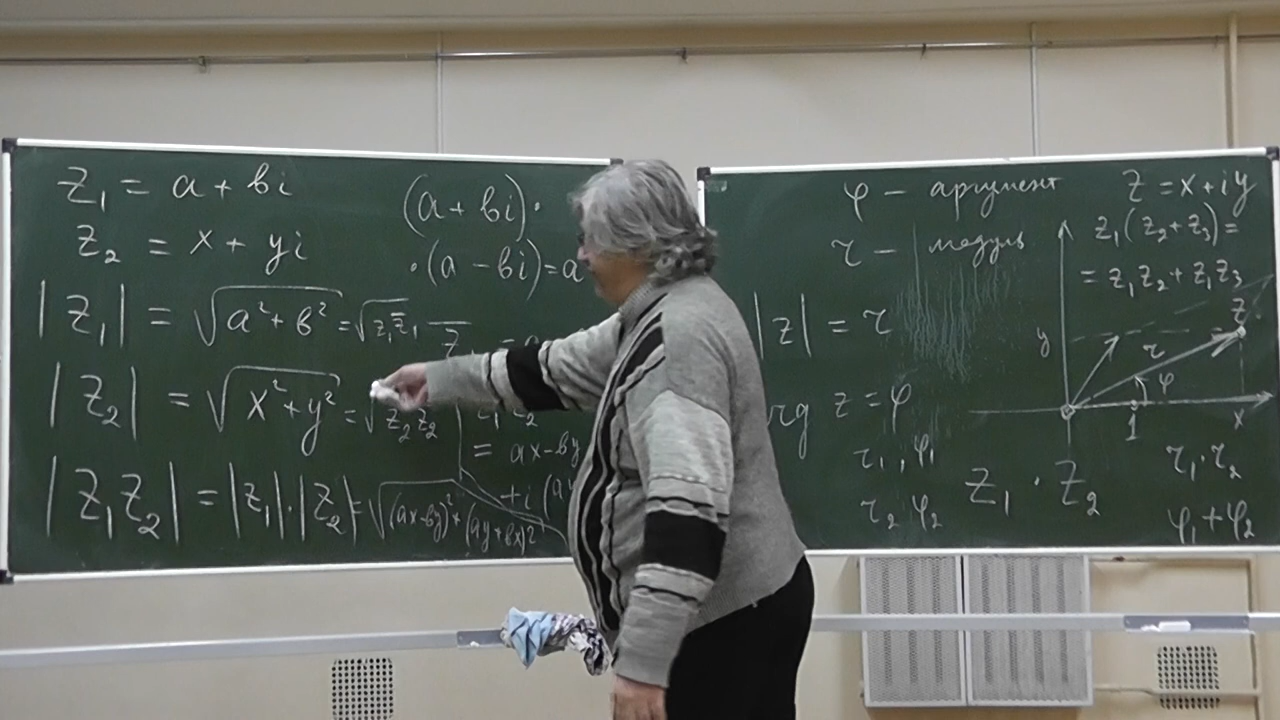 z₁ = a + bi
z₂ = x + yi
(a + bi)·
·(a − bi) = a
|z₁| = √(a² + b²) = √(z₁z̄₁)
|z₂| = √(x² + y²) = √(z₂z̄₂)
= ax − by
|z₁z₂| = |z₁|·|z₂| = √((ax − by)² + (ay + bx)²)
+ i (a
φ — аргумент
r — модуль
|z| = r
arg z = φ
r₁, φ₁
r₂ φ₂
z = x + iy
z₁(z₂ + z₃) =
= z₁z₂ + z₁z₃
z
y
r
φ
1
x
z₁ · z₂
r₁ · r₂
φ₁ + φ₂